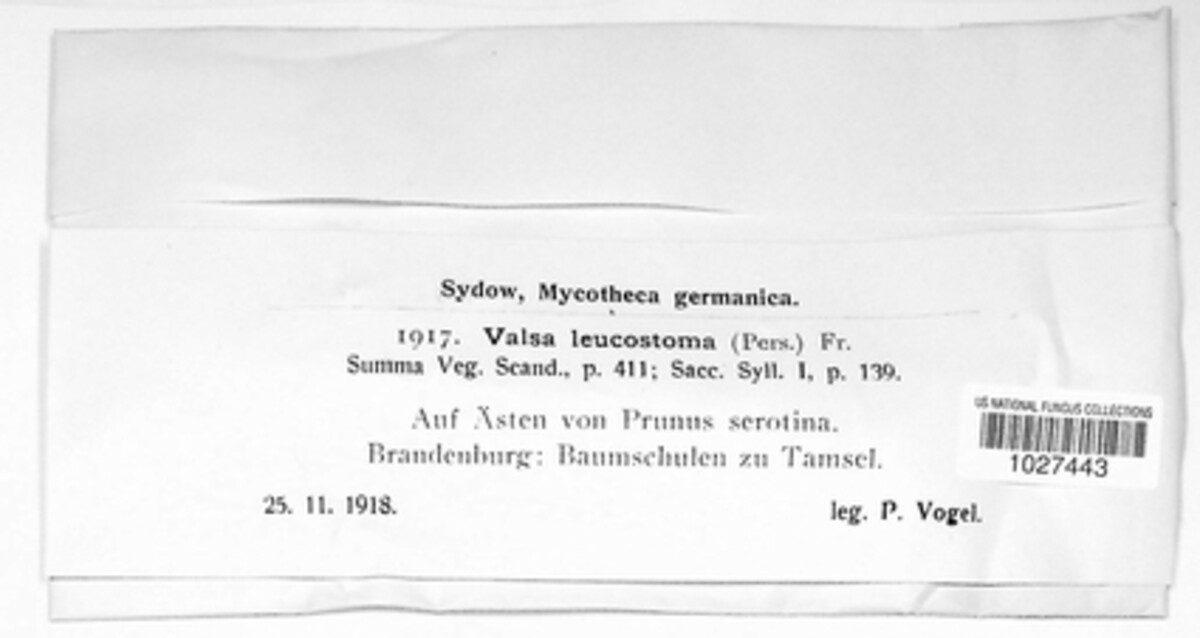 Sydow, Mycotheca germanica.
1917. Valsa leucostoma (Pers.) Fr.
Summa Veg. Scand., p. 411; Sacc. Syll. I, p. 139.
Auf Ästen von Prunus serotina.
Brandenburg: Baumschulen zu Tamsel.
25. 11. 1918. leg. P. Vogel.
US NATIONAL FUNGUS COLLECTIONS
1027443